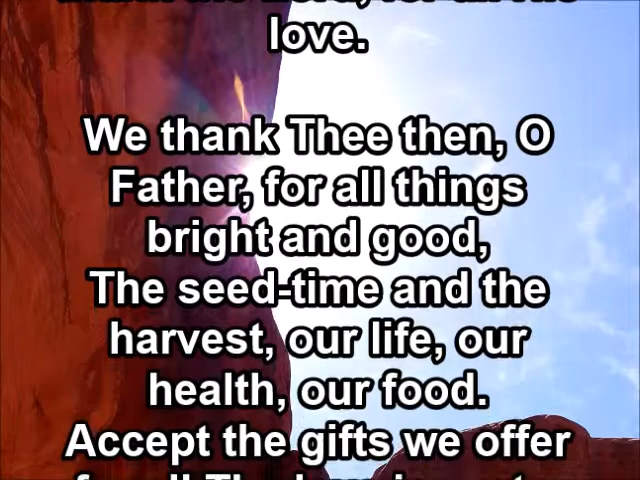 love.
We thank Thee then, O
Father, for all things
bright and good,
The seed-time and the
harvest, our life, our
health, our food.
Accept the gifts we offer